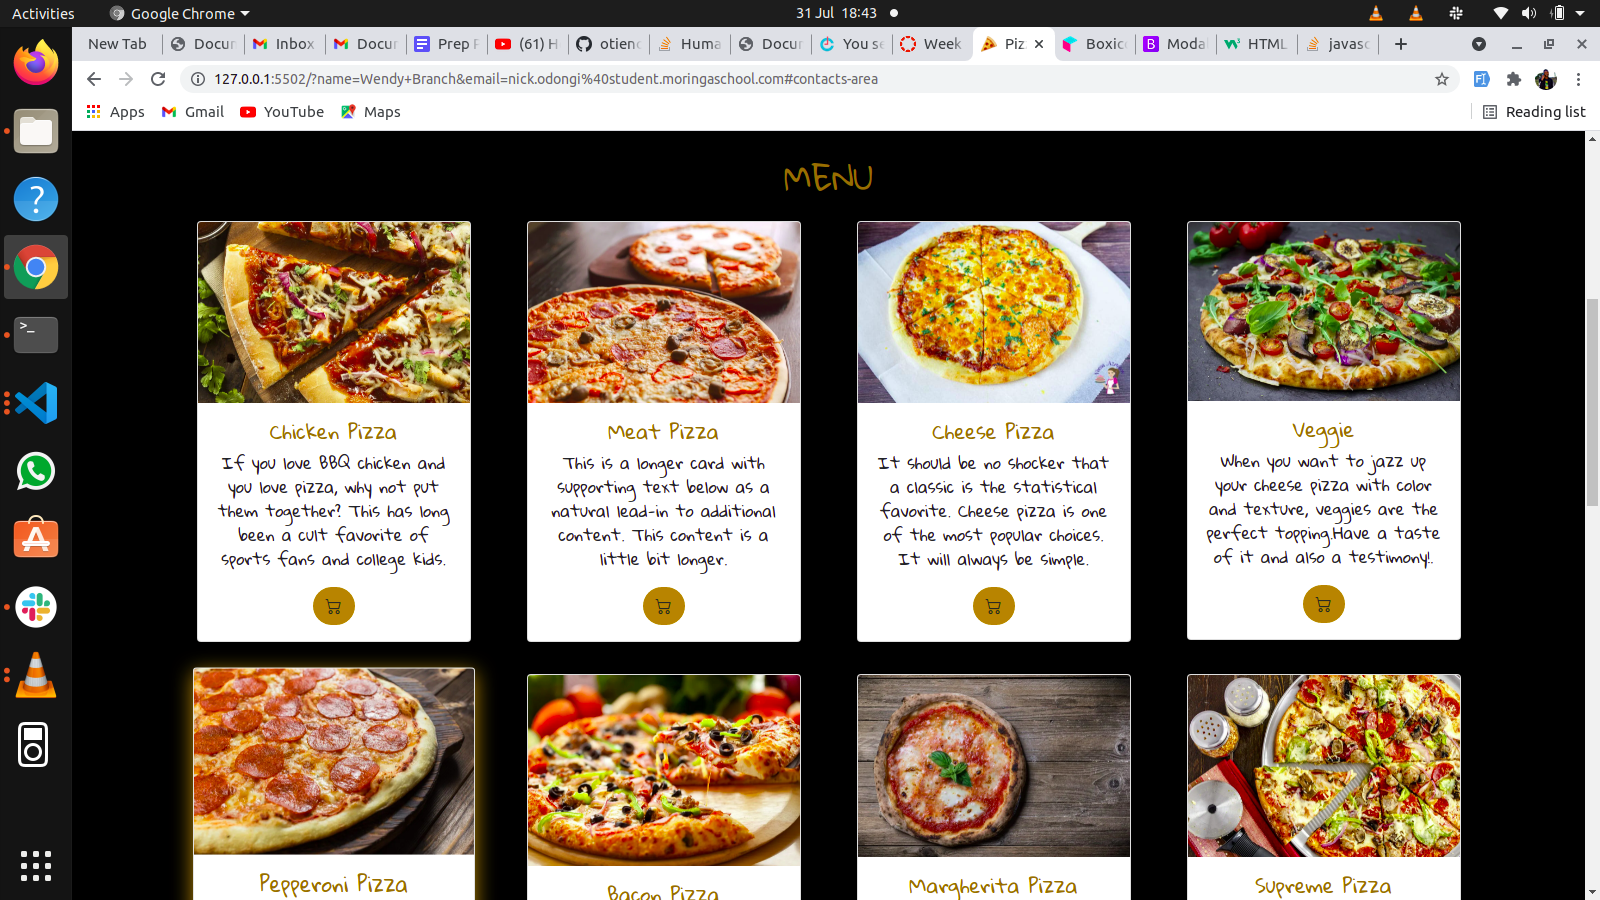 Activities
Google Chrome
31 Jul 18:43
New Tab
Docur
Inbox
Docur
Prep F
(61) H
otienc
Huma
Docur
You se
Week
Piz
Boxic
Moda
HTML
javasc
127.0.0.1:5502/?name=Wendy+Branch&email=nick.odongi%40student.moringaschool.com#contacts-area
Apps
Gmail
YouTube
Maps
Reading list
MENU
Chicken Pizza
If you love BBQ chicken and
you love pizza, why not put
them together? This has long
been a cult favorite of
sports fans and college kids.
Meat Pizza
This is a longer card with
supporting text below as a
natural lead-in to additional
content. This content is a
little bit longer.
Cheese Pizza
It should be no shocker that
a classic is the statistical
favorite. Cheese pizza is one
of the most popular choices.
It will always be simple.
Veggie
When you want to jazz up
your cheese pizza with color
and texture, veggies are the
perfect topping.Have a taste
of it and also a testimony!.
Pepperoni Pizza
Bacon Pizza
Margherita Pizza
Supreme Pizza